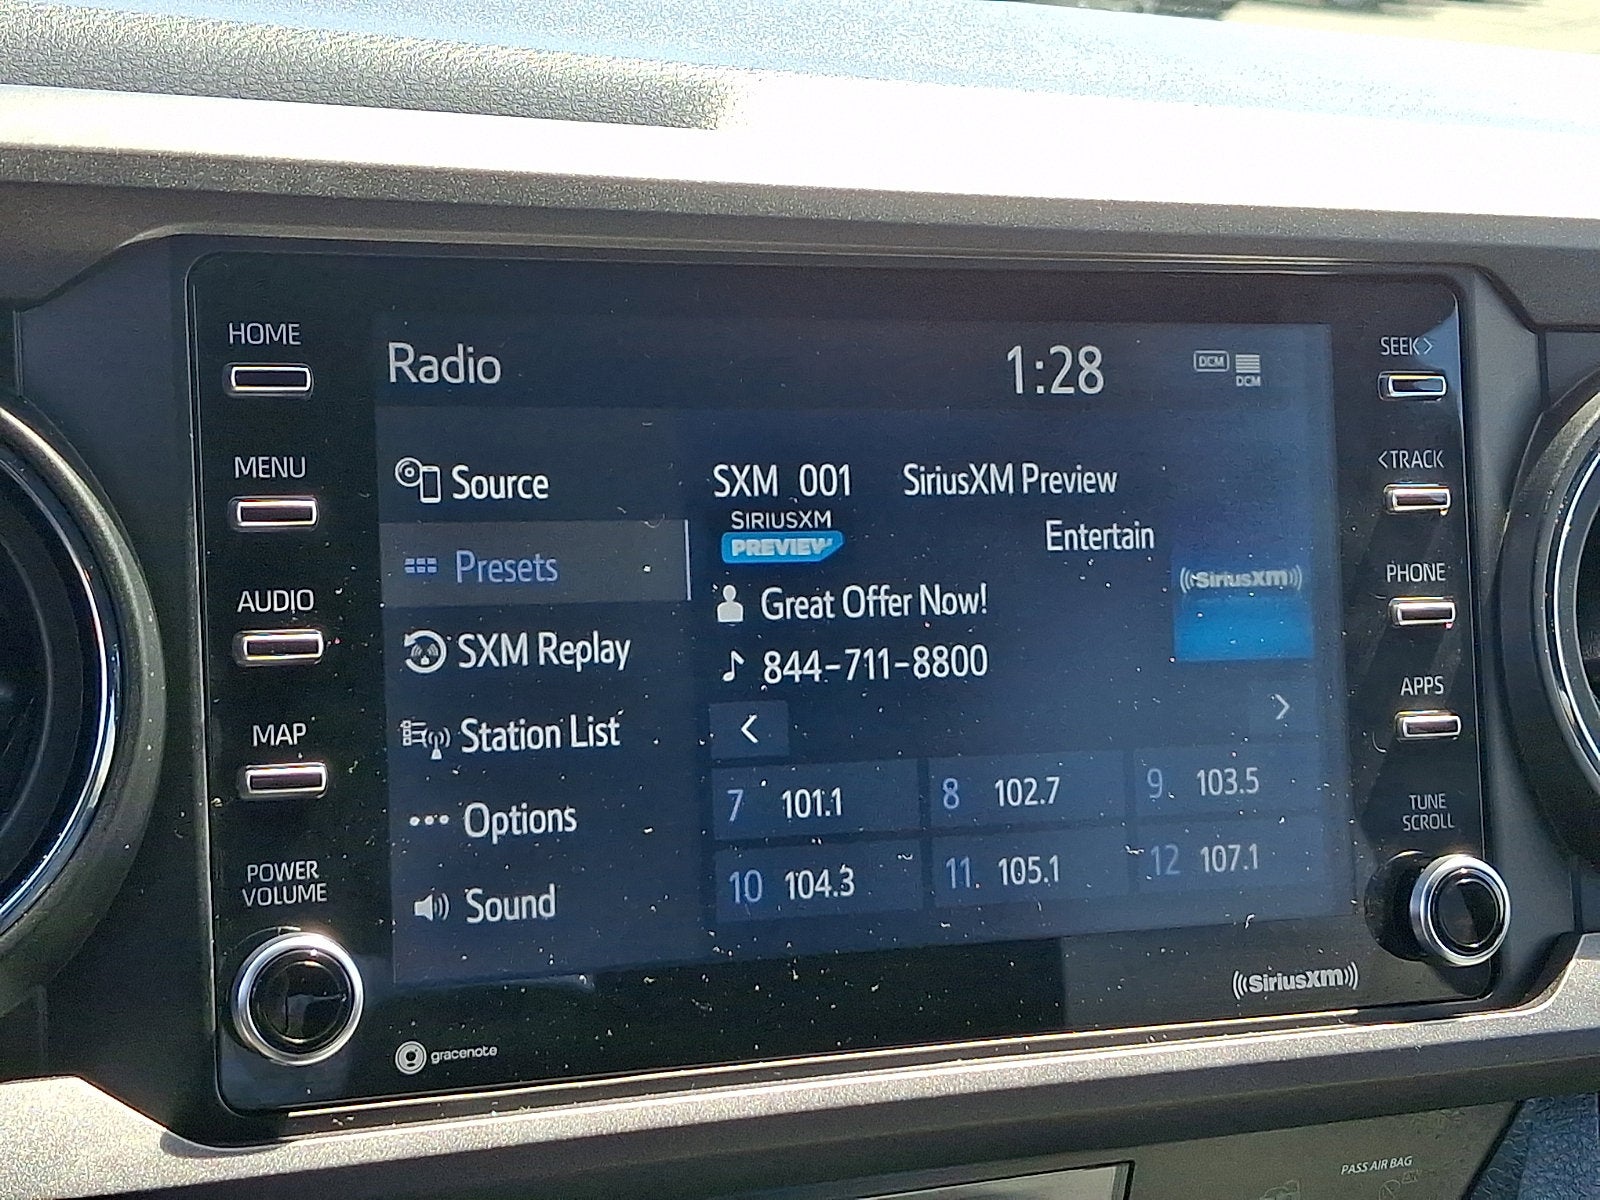 HOME
MENU
AUDIO
MAP
POWER
VOLUME
Radio
1:28
DCM
DCM
Source
Presets
SXM Replay
Station List
Options
Sound
SXM 001 SiriusXM Preview
SIRIUSXM
PREVIEW
Entertain
Great Offer Now!
844-711-8800
SiriusXM
<
>
7 101.1
8 102.7
9 103.5
10 104.3
11 105.1
12 107.1
SEEK< >
<TRACK
PHONE
APPS
TUNE
SCROLL
gracenote
SiriusXM
PASS AIR BAG